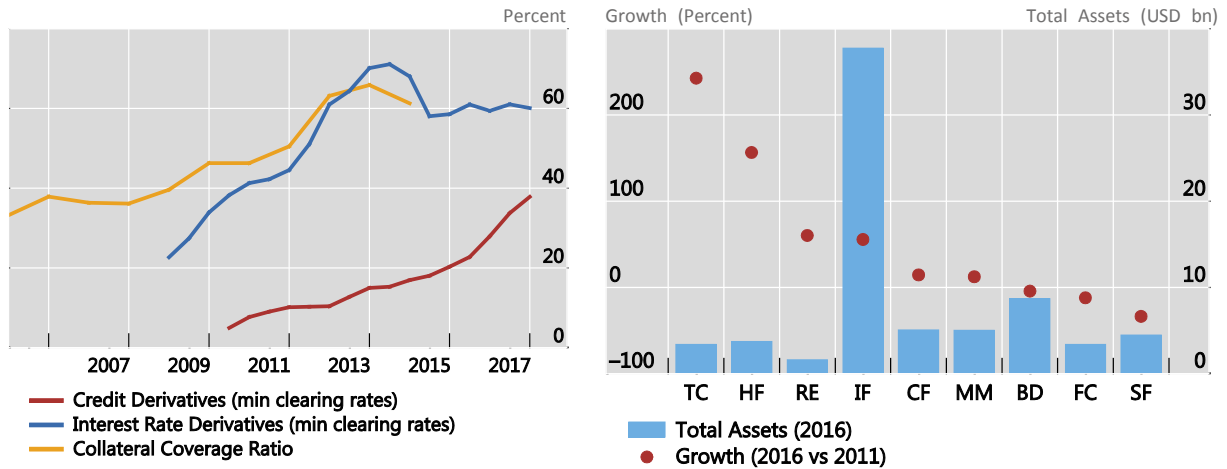 Percent
60
40
20
0
2007 2009 2011 2013 2015 2017
Credit Derivatives (min clearing rates)
Interest Rate Derivatives (min clearing rates)
Collateral Coverage Ratio
Growth (Percent) Total Assets (USD bn)
200 30
100 20
0 10
–100 0
TC HF RE IF CF MM BD FC SF
Total Assets (2016)
Growth (2016 vs 2011)